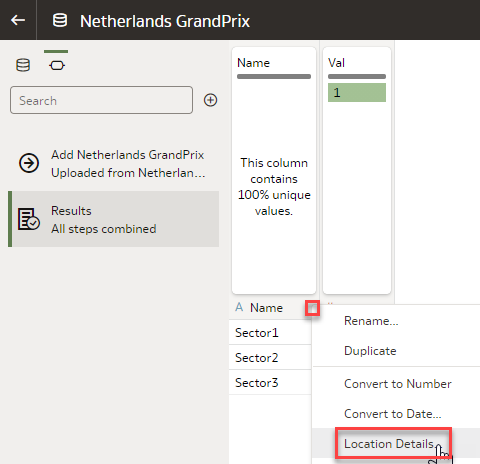 Netherlands GrandPrix
Search
Add Netherlands GrandPrix
Uploaded from Netherlan...
Results
All steps combined
Name
This column
contains
100% unique
values.
Val
1
A Name
Sector1
Sector2
Sector3
Rename...
Duplicate
Convert to Number
Convert to Date...
Location Details...